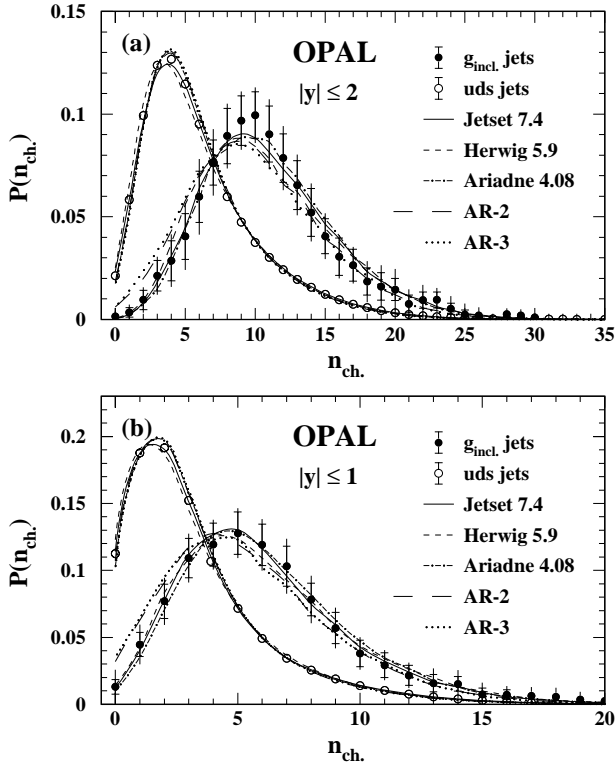 (a)
OPAL
|y| ≤ 2
g_incl. jets
uds jets
Jetset 7.4
Herwig 5.9
Ariadne 4.08
AR-2
AR-3
P(n_ch.)
0.15
0.1
0.05
0
0 5 10 15 20 25 30 35
n_ch.
(b)
OPAL
|y| ≤ 1
g_incl. jets
uds jets
Jetset 7.4
Herwig 5.9
Ariadne 4.08
AR-2
AR-3
P(n_ch.)
0.2
0.15
0.1
0.05
0
0 5 10 15 20
n_ch.